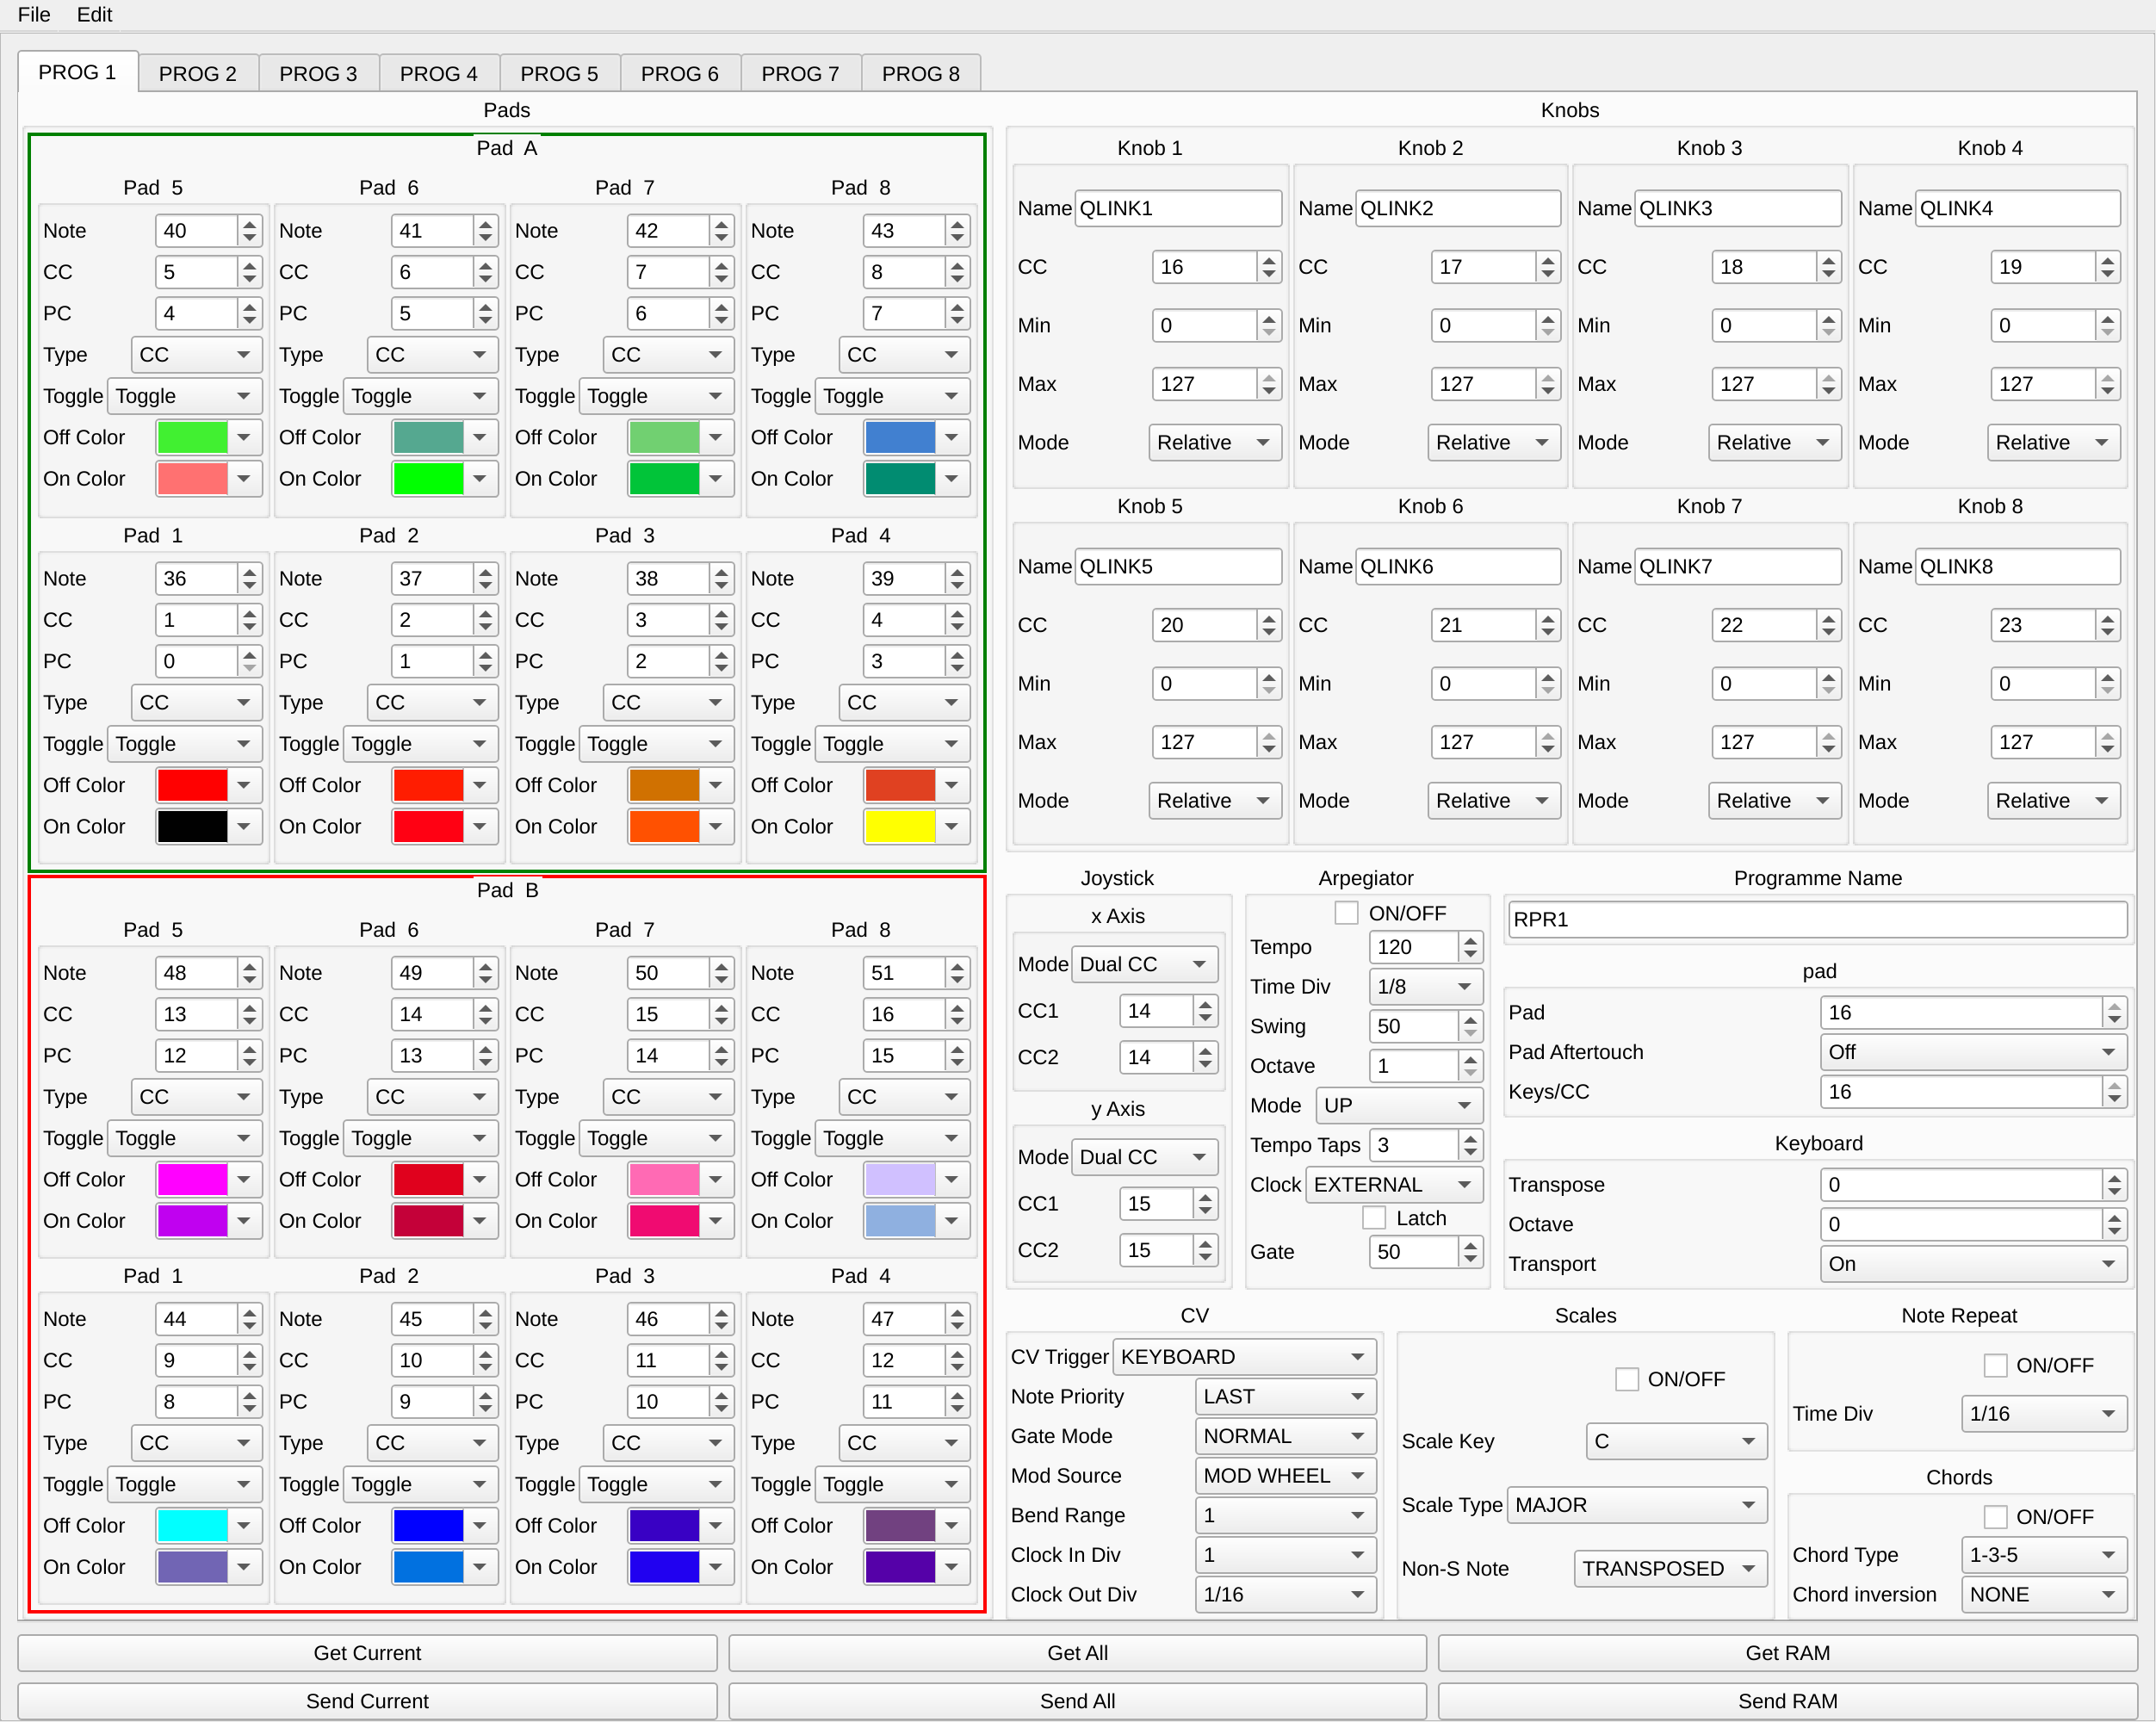 File Edit
PROG 1 PROG 2 PROG 3 PROG 4 PROG 5 PROG 6 PROG 7 PROG 8
Pads
Pad A
Pad 5 Pad 6 Pad 7 Pad 8
Note 40 Note 41 Note 42 Note 43
CC 5 CC 6 CC 7 CC 8
PC 4 PC 5 PC 6 PC 7
Type CC Type CC Type CC Type CC
Toggle Toggle Toggle Toggle Toggle Toggle Toggle Toggle
Off Color Off Color Off Color Off Color
On Color On Color On Color On Color
Pad 1 Pad 2 Pad 3 Pad 4
Note 36 Note 37 Note 38 Note 39
CC 1 CC 2 CC 3 CC 4
PC 0 PC 1 PC 2 PC 3
Type CC Type CC Type CC Type CC
Toggle Toggle Toggle Toggle Toggle Toggle Toggle Toggle
Off Color Off Color Off Color Off Color
On Color On Color On Color On Color
Pad B
Pad 5 Pad 6 Pad 7 Pad 8
Note 48 Note 49 Note 50 Note 51
CC 13 CC 14 CC 15 CC 16
PC 12 PC 13 PC 14 PC 15
Type CC Type CC Type CC Type CC
Toggle Toggle Toggle Toggle Toggle Toggle Toggle Toggle
Off Color Off Color Off Color Off Color
On Color On Color On Color On Color
Pad 1 Pad 2 Pad 3 Pad 4
Note 44 Note 45 Note 46 Note 47
CC 9 CC 10 CC 11 CC 12
PC 8 PC 9 PC 10 PC 11
Type CC Type CC Type CC Type CC
Toggle Toggle Toggle Toggle Toggle Toggle Toggle Toggle
Off Color Off Color Off Color Off Color
On Color On Color On Color On Color
Knobs
Knob 1 Knob 2 Knob 3 Knob 4
Name QLINK1 Name QLINK2 Name QLINK3 Name QLINK4
CC 16 CC 17 CC 18 CC 19
Min 0 Min 0 Min 0 Min 0
Max 127 Max 127 Max 127 Max 127
Mode Relative Mode Relative Mode Relative Mode Relative
Knob 5 Knob 6 Knob 7 Knob 8
Name QLINK5 Name QLINK6 Name QLINK7 Name QLINK8
CC 20 CC 21 CC 22 CC 23
Min 0 Min 0 Min 0 Min 0
Max 127 Max 127 Max 127 Max 127
Mode Relative Mode Relative Mode Relative Mode Relative
Joystick
x Axis
Mode Dual CC
CC1 14
CC2 14
y Axis
Mode Dual CC
CC1 15
CC2 15
Arpegiator
ON/OFF
Tempo 120
Time Div 1/8
Swing 50
Octave 1
Mode UP
Tempo Taps 3
Clock EXTERNAL
Latch
Gate 50
Programme Name
RPR1
pad
Pad 16
Pad Aftertouch Off
Keys/CC 16
Keyboard
Transpose 0
Octave 0
Transport On
CV
CV Trigger KEYBOARD
Note Priority LAST
Gate Mode NORMAL
Mod Source MOD WHEEL
Bend Range 1
Clock In Div 1
Clock Out Div 1/16
Scales
ON/OFF
Scale Key C
Scale Type MAJOR
Non-S Note TRANSPOSED
Note Repeat
ON/OFF
Time Div 1/16
Chords
ON/OFF
Chord Type 1-3-5
Chord inversion NONE
Get Current Get All Get RAM
Send Current Send All Send RAM